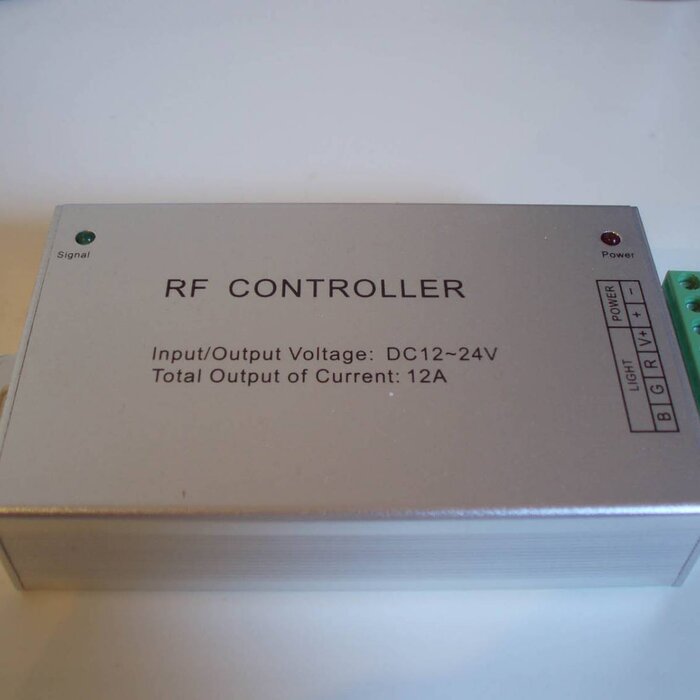 Signal
Power
RF CONTROLLER
Input/Output Voltage: DC12~24V
Total Output of Current: 12A
POWER
- +
LIGHT
V+ R G B